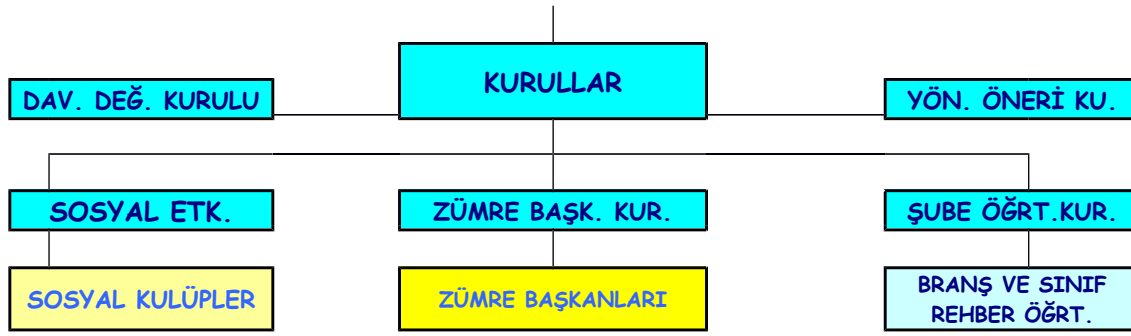 KURULLAR
DAV. DEĞ. KURULU
YÖN. ÖNERİ KU.
SOSYAL ETK.
ZÜMRE BAŞK. KUR.
ŞUBE ÖĞRT.KUR.
SOSYAL KULÜPLER
ZÜMRE BAŞKANLARI
BRANŞ VE SINIF
REHBER ÖĞRT.